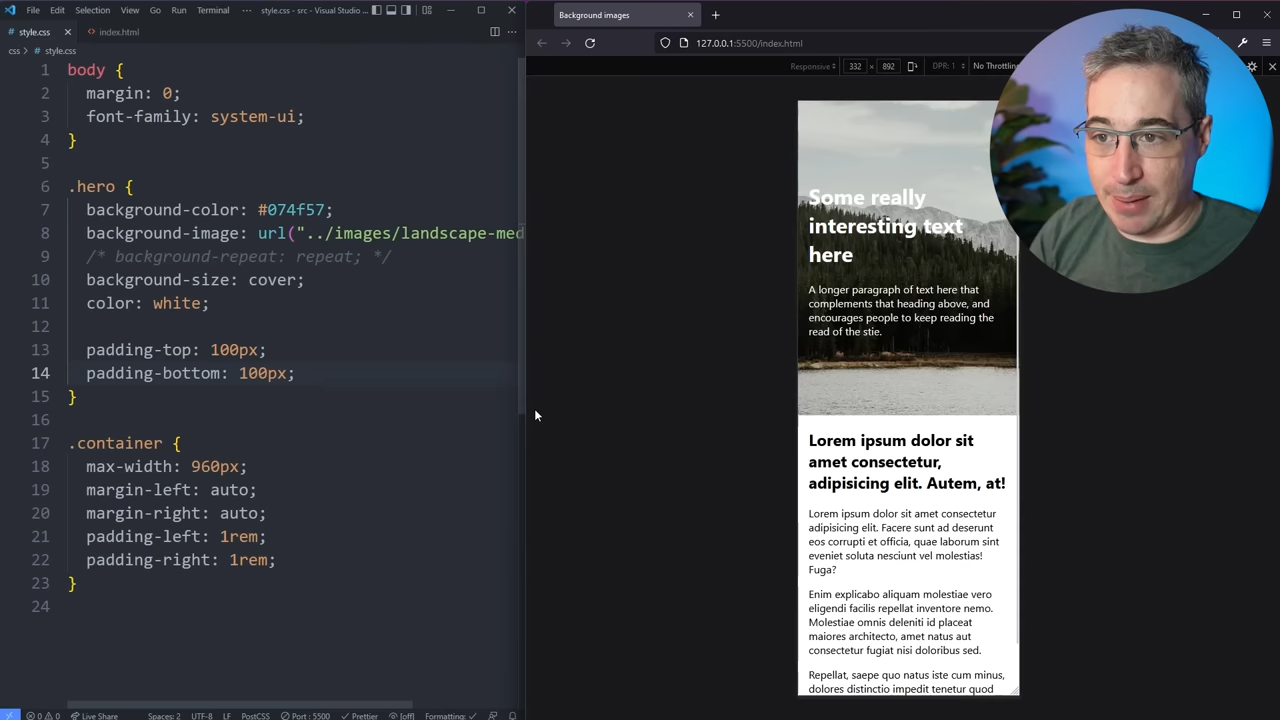 File Edit Selection View Go Run Terminal ··· style.css - src - Visual Studio ...
style.css
index.html
css > style.css
1 body {
2 margin: 0;
3 font-family: system-ui;
4 }
5
6 .hero {
7 background-color: #074f57;
8 background-image: url("../images/landscape-med
9 /* background-repeat: repeat; */
10 background-size: cover;
11 color: white;
12
13 padding-top: 100px;
14 padding-bottom: 100px;
15 }
16
17 .container {
18 max-width: 960px;
19 margin-left: auto;
20 margin-right: auto;
21 padding-left: 1rem;
22 padding-right: 1rem;
23 }
24
0 0 Live Share Spaces: 2 UTF-8 LF PostCSS Port : 5500 Prettier [off] Formatting:
Background images
127.0.0.1:5500/index.html
Responsive 332 × 892 DPR: 1 No Throttling
Some really
interesting text
here
A longer paragraph of text here that
complements that heading above, and
encourages people to keep reading the
read of the stie.
Lorem ipsum dolor sit
amet consectetur,
adipisicing elit. Autem, at!
Lorem ipsum dolor sit amet consectetur
adipisicing elit. Facere sunt ad deserunt
eos corrupti et officia, quae laborum sint
eveniet soluta nesciunt vel molestias!
Fuga?
Enim explicabo aliquam molestiae vero
eligendi facilis repellat inventore nemo.
Molestiae omnis deleniti id placeat
maiores architecto, amet natus aut
consectetur fugiat nisi doloribus sed.
Repellat, saepe quo natus iste cum minus,
dolores distinctio impedit tenetur quod